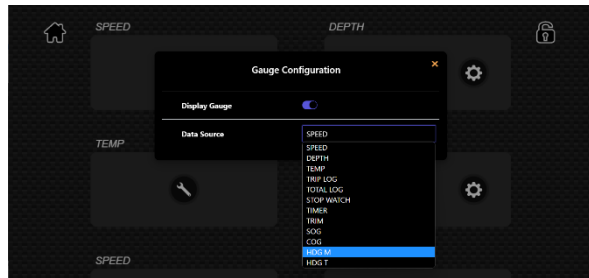 SPEED
DEPTH
Gauge Configuration
×
Display Gauge
Data Source
SPEED
SPEED
DEPTH
TEMP
TRIP LOG
TOTAL LOG
STOP WATCH
TIMER
TRIM
SOG
COG
HDG M
HDG T
TEMP
SPEED